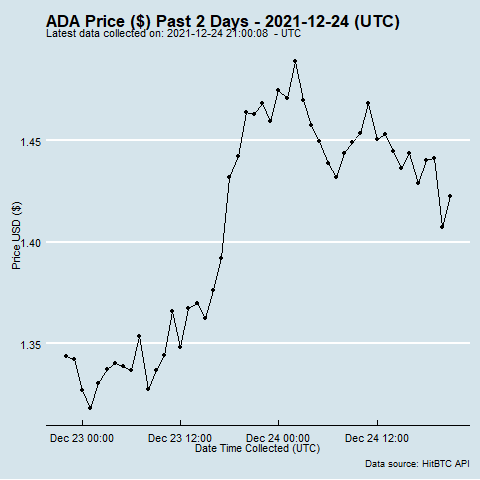 ADA Price ($) Past 2 Days - 2021-12-24 (UTC)
Latest data collected on: 2021-12-24 21:00:08 - UTC
1.45
1.40
1.35
Price USD ($)
Dec 23 00:00
Dec 23 12:00
Dec 24 00:00
Dec 24 12:00
Date Time Collected (UTC)
Data source: HitBTC API